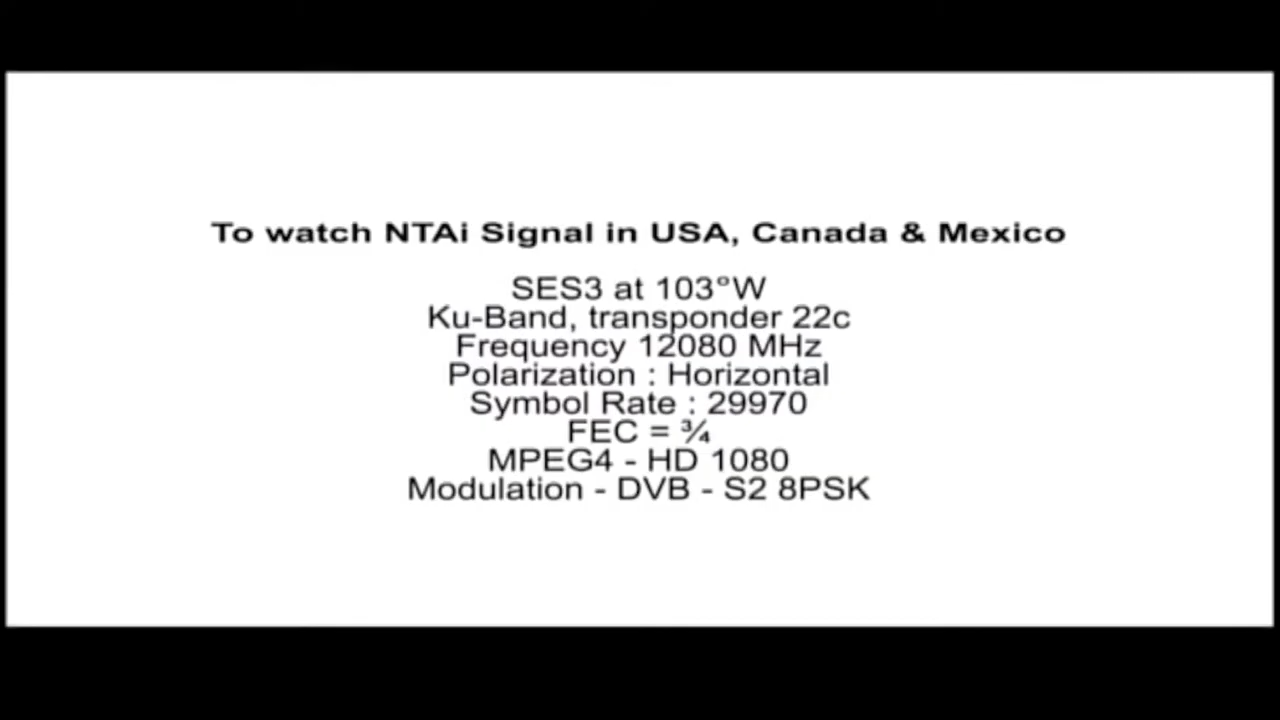 To watch NTAi Signal in USA, Canada & Mexico
SES3 at 103°W
Ku-Band, transponder 22c
Frequency 12080 MHz
Polarization : Horizontal
Symbol Rate : 29970
FEC = ¾
MPEG4 - HD 1080
Modulation - DVB - S2 8PSK